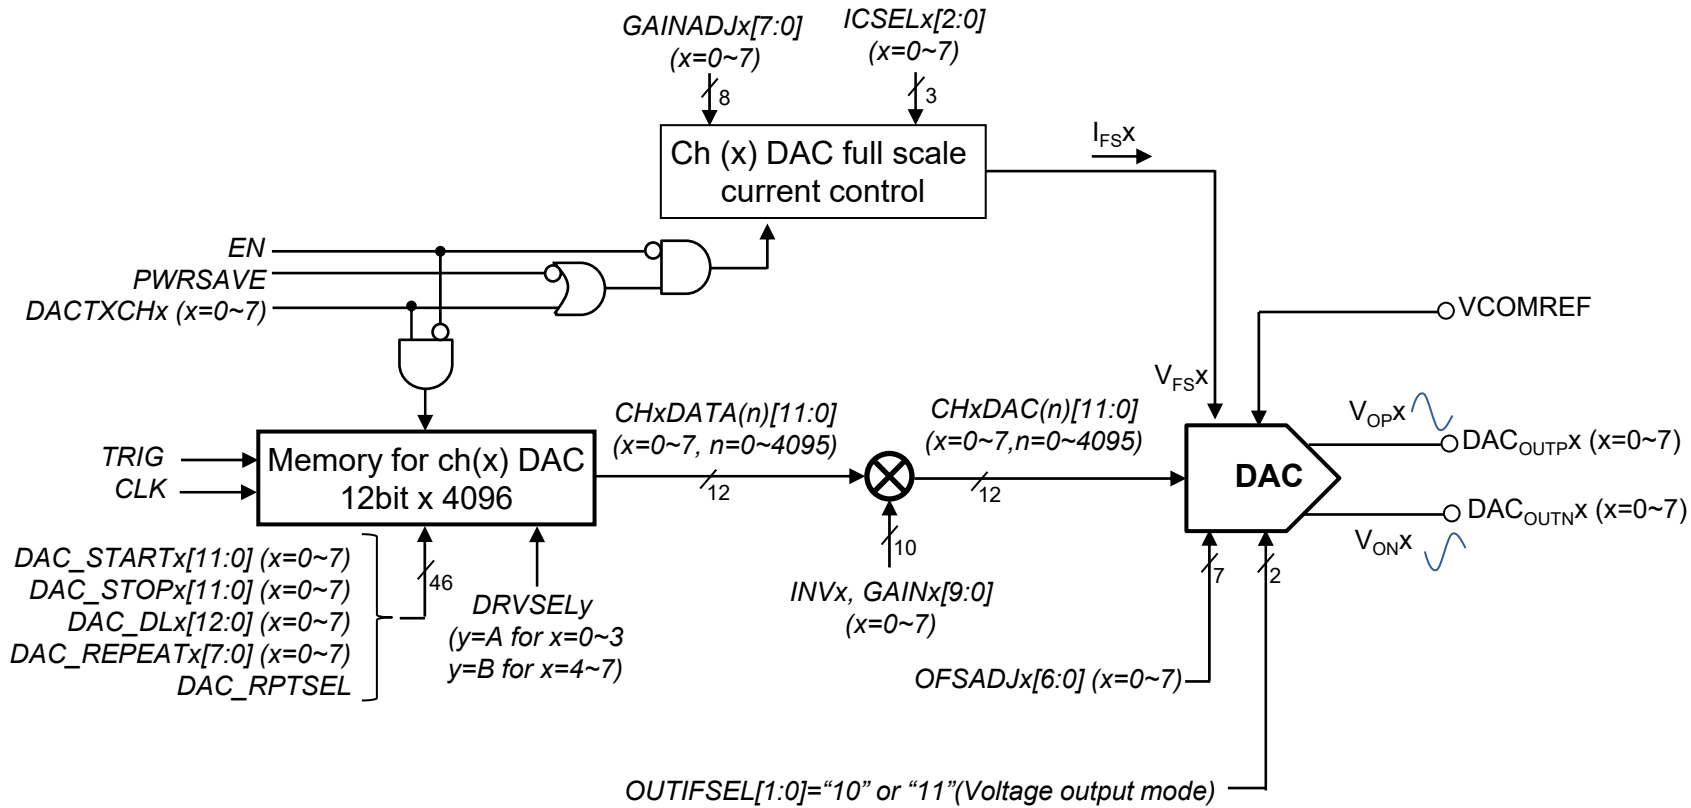 GAINADJx[7:0]
(x=0~7)
8
ICSELx[2:0]
(x=0~7)
3
Ch (x) DAC full scale
current control
IFSx
EN
PWRSAVE
DACTXCHx (x=0~7)
VCOMREF
VFSx
TRIG
CLK
Memory for ch(x) DAC
12bit x 4096
CHxDATA(n)[11:0]
(x=0~7, n=0~4095)
12
CHxDAC(n)[11:0]
(x=0~7,n=0~4095)
12
DAC
VOPx
DACOUTPx (x=0~7)
DACOUTNx (x=0~7)
VONx
DAC_STARTx[11:0] (x=0~7)
DAC_STOPx[11:0] (x=0~7)
DAC_DLx[12:0] (x=0~7)
DAC_REPEATx[7:0] (x=0~7)
DAC_RPTSEL
46
DRVSELy
(y=A for x=0~3
y=B for x=4~7)
10
INVx, GAINx[9:0]
(x=0~7)
7
2
OFSADJx[6:0] (x=0~7)
OUTIFSEL[1:0]=“10” or “11”(Voltage output mode)